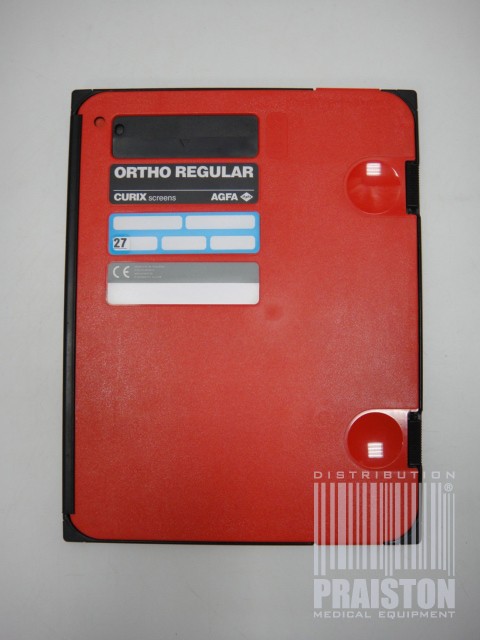 ORTHO REGULAR
CURIX screens AGFA
27
CE
DISTRIBUTION
®
PRAISTON
MEDICAL EQUIPMENT